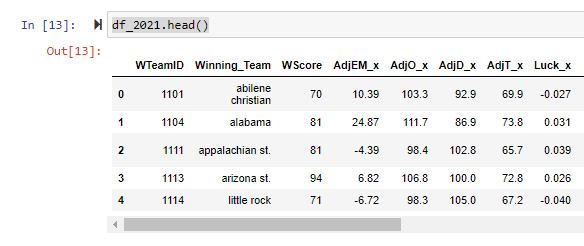 In [13]: df_2021.head()
Out[13]:
WTeamID Winning_Team WScore AdjEM_x AdjO_x AdjD_x AdjT_x Luck_x
0 1101 abilene christian 70 10.39 103.3 92.9 69.9 -0.027
1 1104 alabama 81 24.87 111.7 86.9 73.8 0.031
2 1111 appalachian st. 81 -4.39 98.4 102.8 65.7 0.039
3 1113 arizona st. 94 6.82 106.8 100.0 72.8 0.026
4 1114 little rock 71 -6.72 98.3 105.0 67.2 -0.040